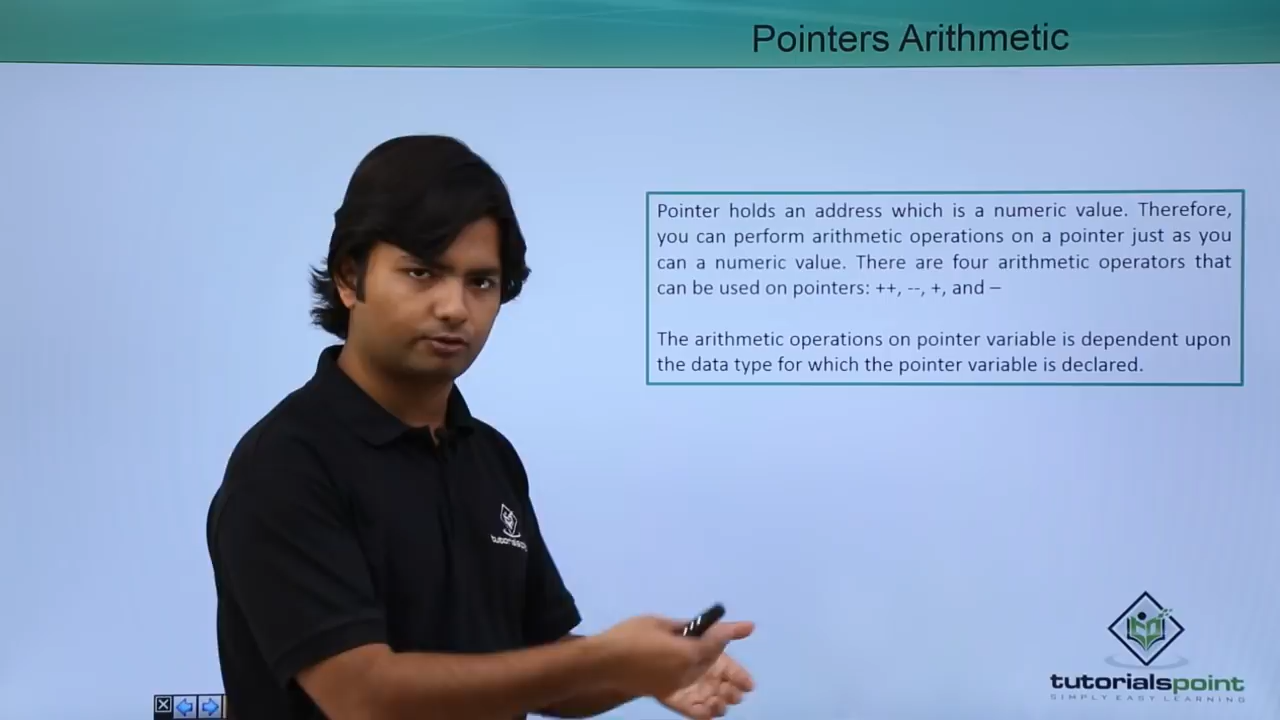 Pointers Arithmetic
Pointer holds an address which is a numeric value. Therefore,
you can perform arithmetic operations on a pointer just as you
can a numeric value. There are four arithmetic operators that
can be used on pointers: ++, --, +, and –
The arithmetic operations on pointer variable is dependent upon
the data type for which the pointer variable is declared.
tutorialspoint
SIMPLY EASY LEARNING